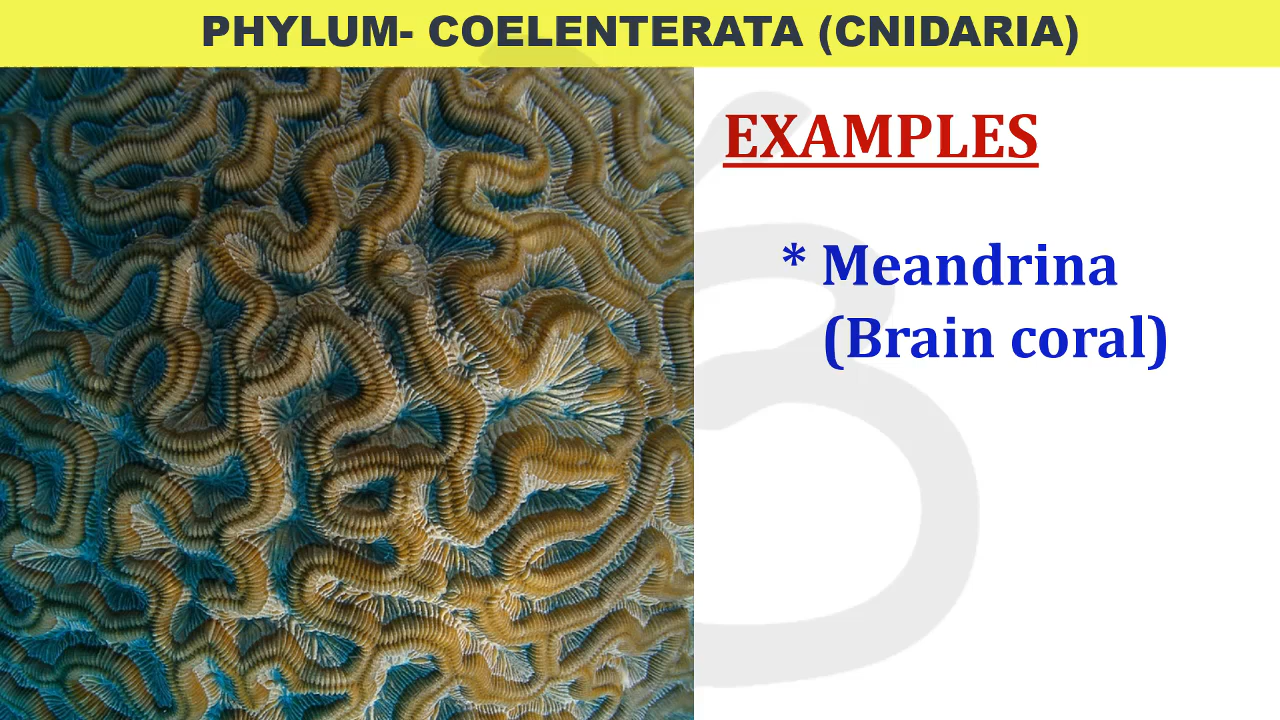 PHYLUM- COELENTERATA (CNIDARIA)
EXAMPLES
* Meandrina
(Brain coral)